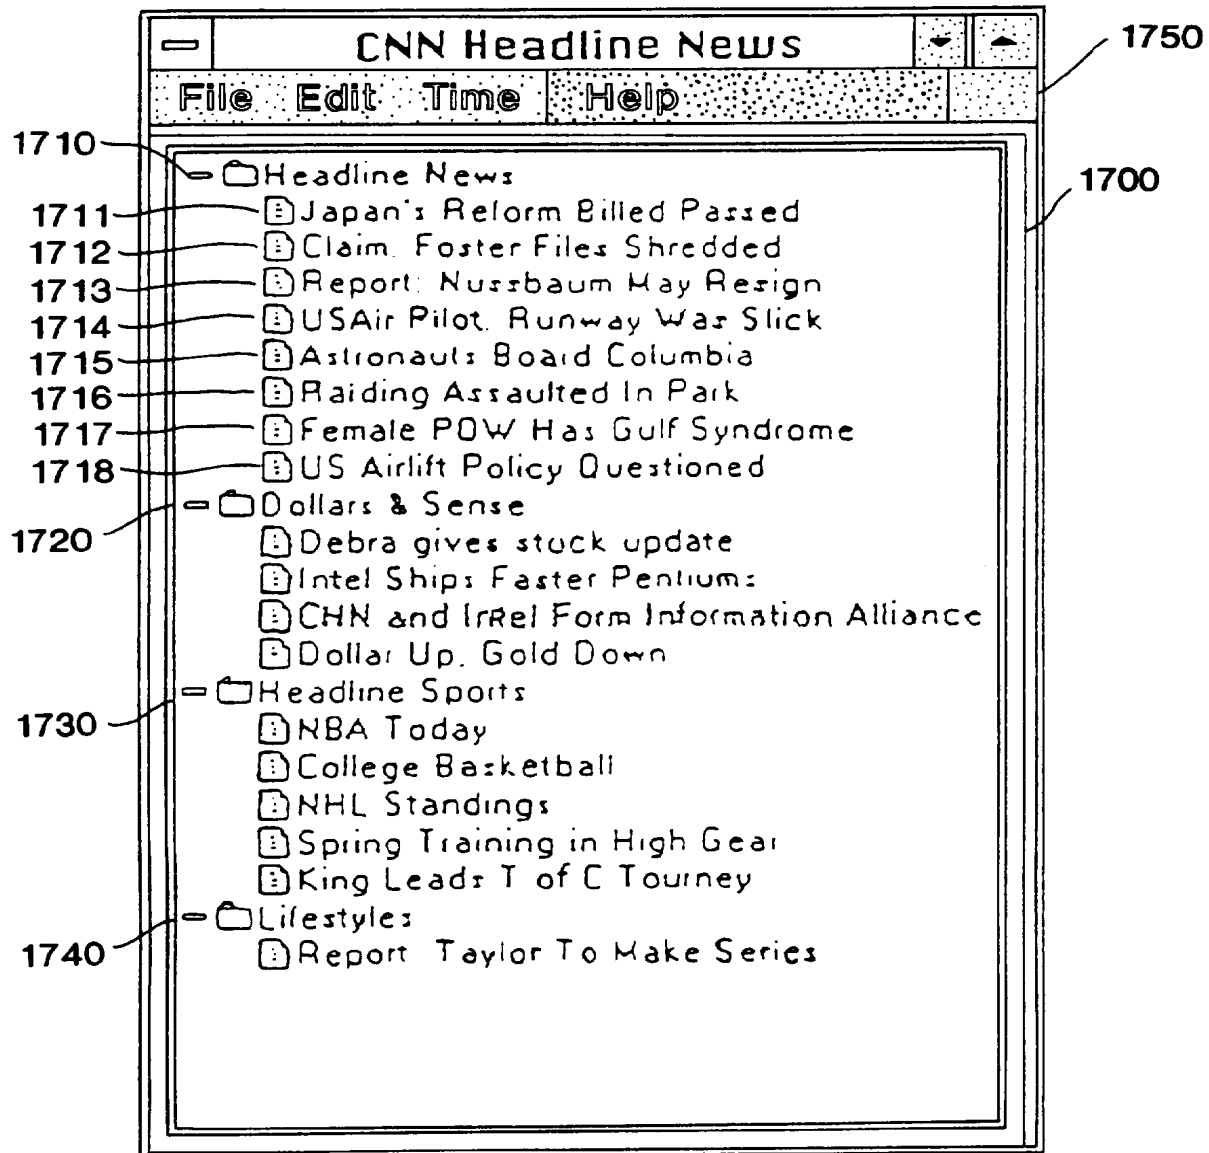 CNN Headline News
1750
File Edit Time Help
1710
Headline News
1700
1711 Japan's Reform Billed Passed
1712 Claim. Foster Files Shredded
1713 Report: Nussbaum May Resign
1714 USAir Pilot. Runway Was Slick
1715 Astronauts Board Columbia
1716 Raiding Assaulted In Park
1717 Female POW Has Gulf Syndrome
1718 US Airlift Policy Questioned
1720 Dollars & Sense
Debra gives stock update
Intel Ships Faster Pentiums
CNN and Form Information Alliance
Dollar Up. Gold Down
1730 Headline Sports
NBA Today
College Basketball
NHL Standings
Spring Training in High Gear
King Leads T of C Tourney
1740 Lifestyles
Report Taylor To Make Series